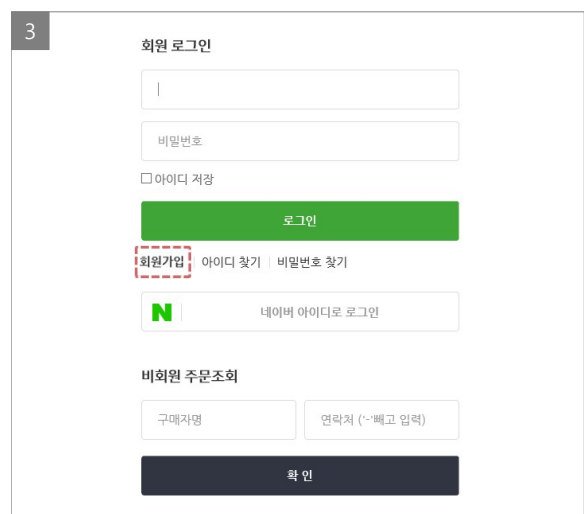 3
회원 로그인
비밀번호
아이디 저장
로그인
회원가입 아이디 찾기 비밀번호 찾기
N 네이버 아이디로 로그인
비회원 주문조회
구매자명 연락처 ('-'빼고 입력)
확 인